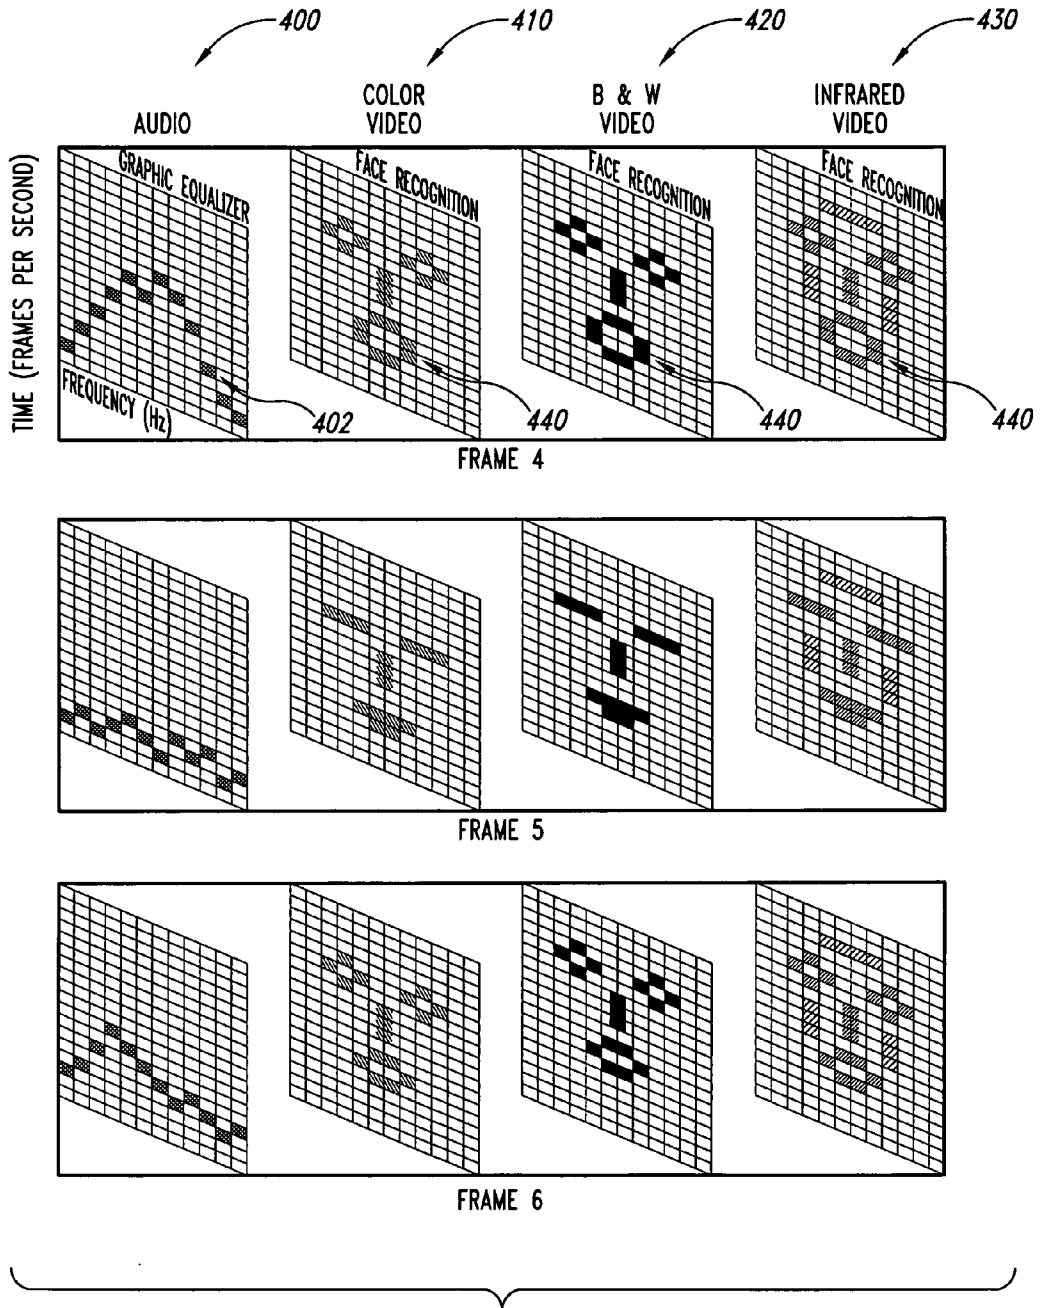 400
410
420
430
AUDIO
COLOR
VIDEO
B & W
VIDEO
INFRARED
VIDEO
TIME (FRAMES PER SECOND)
GRAPHIC EQUALIZER
FACE RECOGNITION
FACE RECOGNITION
FACE RECOGNITION
FREQUENCY (Hz)
402
440
440
440
FRAME 4
FRAME 5
FRAME 6